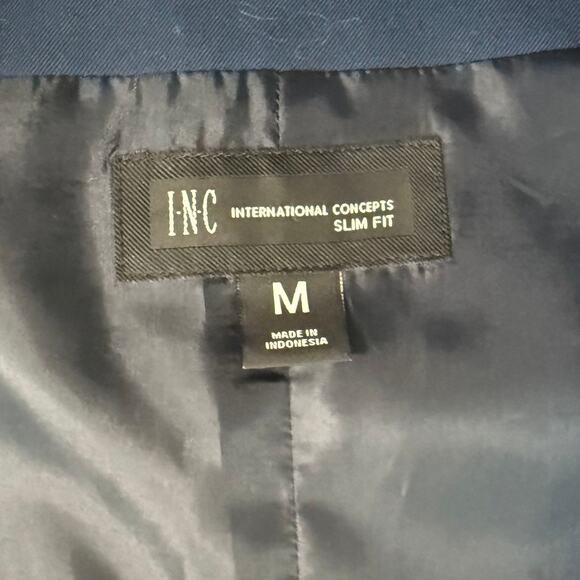 I·N·C INTERNATIONAL CONCEPTS
SLIM FIT
M
MADE IN
INDONESIA